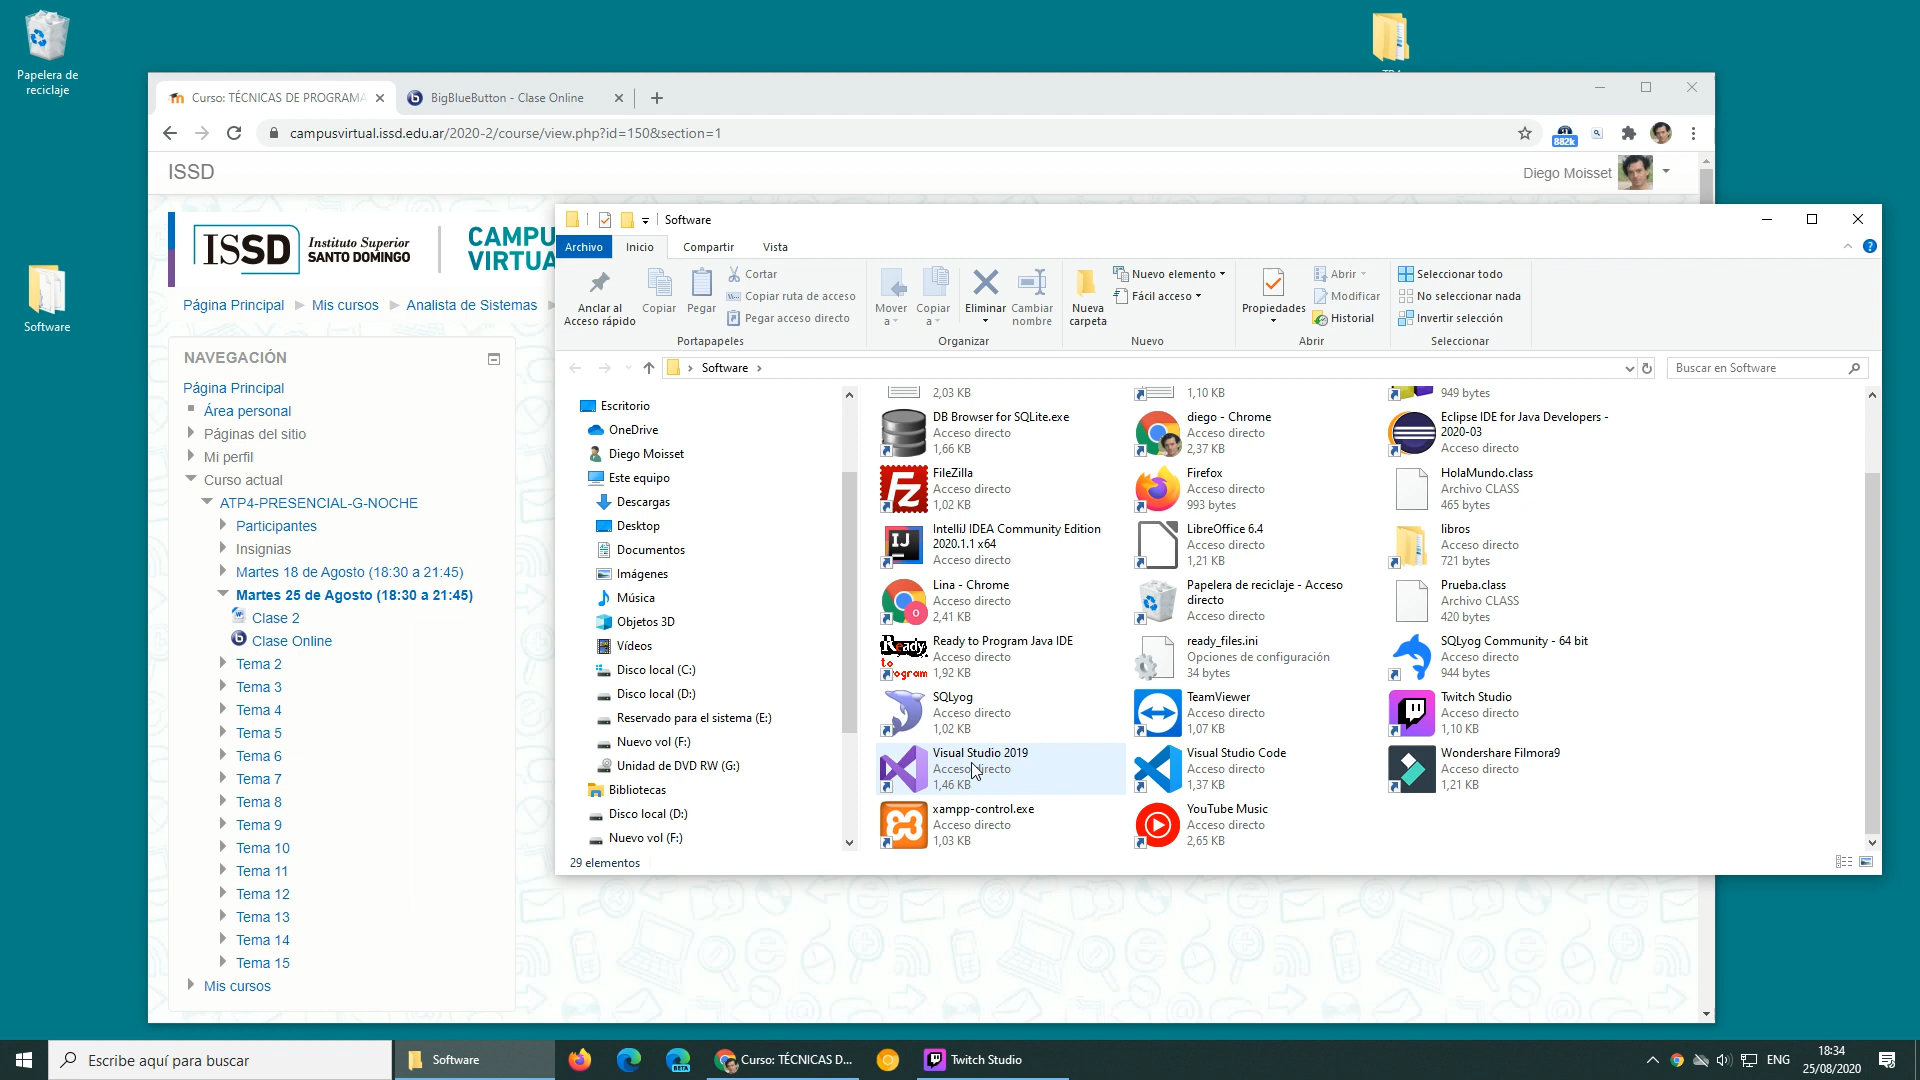 Papelera de
reciclaje
Software
Curso: TÉCNICAS DE PROGRAMA
BigBlueButton - Clase Online
campusvirtual.issd.edu.ar/2020-2/course/view.php?id=150&section=1
882k
ISSD
Diego Moisset
ISSD Instituto Superior
SANTO DOMINGO
CAMPU
VIRTUA
Página Principal
Mis cursos
Analista de Sistemas
NAVEGACIÓN
Página Principal
Área personal
Páginas del sitio
Mi perfil
Curso actual
ATP4-PRESENCIAL-G-NOCHE
Participantes
Insignias
Martes 18 de Agosto (18:30 a 21:45)
Martes 25 de Agosto (18:30 a 21:45)
Clase 2
Clase Online
Tema 2
Tema 3
Tema 4
Tema 5
Tema 6
Tema 7
Tema 8
Tema 9
Tema 10
Tema 11
Tema 12
Tema 13
Tema 14
Tema 15
Mis cursos
Software
Archivo Inicio Compartir Vista
Anclar al
Acceso rápido
Copiar
Pegar
Cortar
Copiar ruta de acceso
Pegar acceso directo
Portapapeles
Mover
a
Copiar
a
Eliminar
Cambiar
nombre
Organizar
Nueva
carpeta
Nuevo elemento
Fácil acceso
Nuevo
Propiedades
Abrir
Modificar
Historial
Abrir
Seleccionar todo
No seleccionar nada
Invertir selección
Seleccionar
Software
Buscar en Software
Escritorio
OneDrive
Diego Moisset
Este equipo
Descargas
Desktop
Documentos
Imágenes
Música
Objetos 3D
Vídeos
Disco local (C:)
Disco local (D:)
Reservado para el sistema (E:)
Nuevo vol (F:)
Unidad de DVD RW (G:)
Bibliotecas
Disco local (D:)
Nuevo vol (F:)
2,03 KB
1,10 KB
949 bytes
DB Browser for SQLite.exe
Acceso directo
1,66 KB
diego - Chrome
Acceso directo
2,37 KB
Eclipse IDE for Java Developers -
2020-03
Acceso directo
FileZilla
Acceso directo
1,02 KB
Firefox
Acceso directo
993 bytes
HolaMundo.class
Archivo CLASS
465 bytes
IntelliJ IDEA Community Edition
2020.1.1 x64
Acceso directo
LibreOffice 6.4
Acceso directo
1,21 KB
libros
Acceso directo
721 bytes
Lina - Chrome
Acceso directo
2,41 KB
Papelera de reciclaje - Acceso
directo
Acceso directo
Prueba.class
Archivo CLASS
420 bytes
Ready to Program Java IDE
Acceso directo
1,92 KB
ready_files.ini
Opciones de configuración
34 bytes
SQLyog Community - 64 bit
Acceso directo
944 bytes
SQLyog
Acceso directo
1,02 KB
TeamViewer
Acceso directo
1,07 KB
Twitch Studio
Acceso directo
1,10 KB
Visual Studio 2019
Acceso directo
1,46 KB
Visual Studio Code
Acceso directo
1,37 KB
Wondershare Filmora9
Acceso directo
1,21 KB
xampp-control.exe
Acceso directo
1,03 KB
YouTube Music
Acceso directo
2,65 KB
29 elementos
Escribe aquí para buscar
Software
Curso: TÉCNICAS D...
Twitch Studio
ENG
18:34
25/08/2020